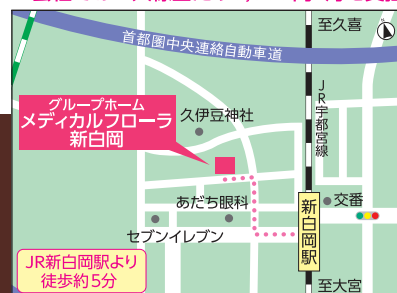 至久喜
首都圏中央連絡自動車道
JR宇都宮線
グループホーム
メディカルフローラ
新白岡
久伊豆神社
あだち眼科
セブンイレブン
新白岡駅
交番
JR新白岡駅より
徒歩約5分
至大宮